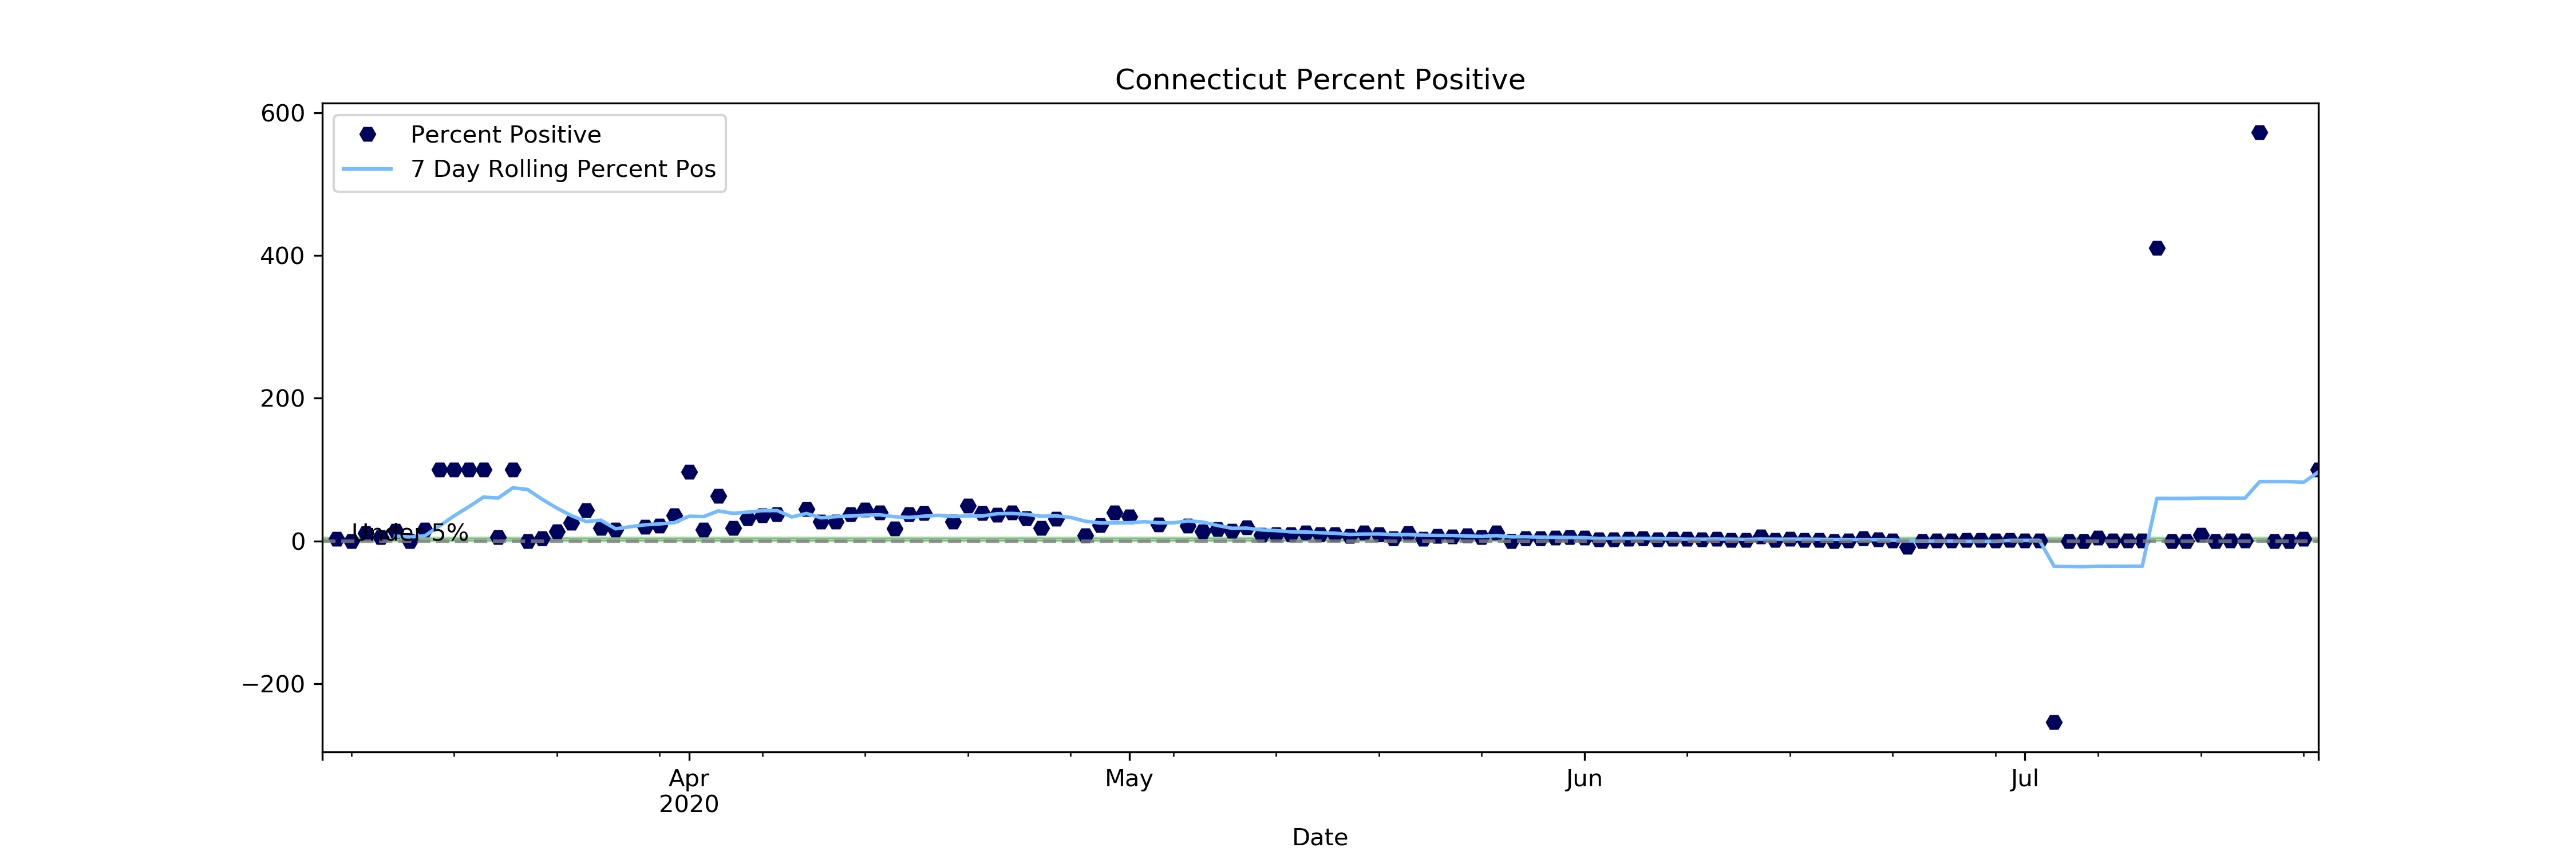 Connecticut Percent Positive
600
Percent Positive
7 Day Rolling Percent Pos
400
200
Under 5%
0
−200
Apr
2020
May
Jun
Jul
Date